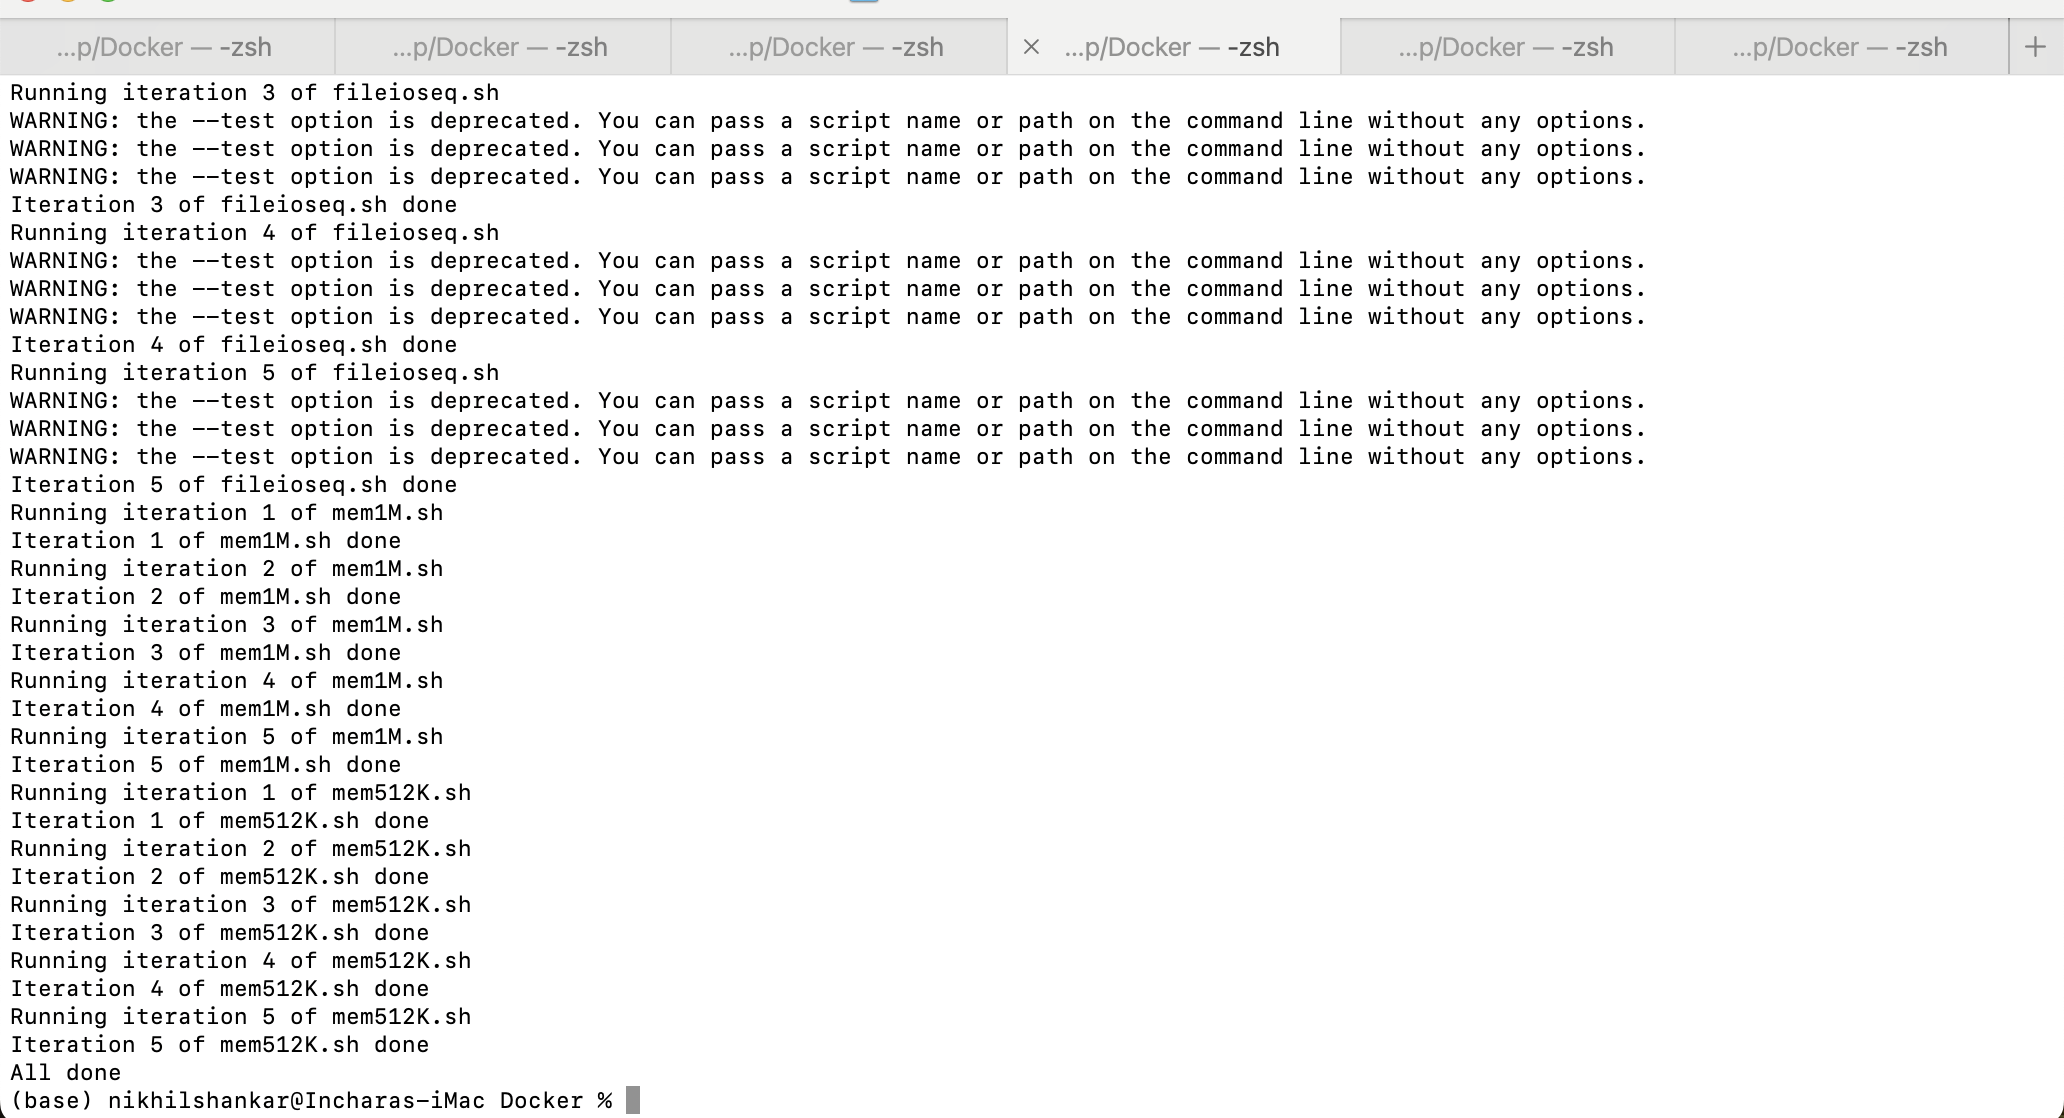 ...p/Docker — -zsh ...p/Docker — -zsh ...p/Docker — -zsh ...p/Docker — -zsh ...p/Docker — -zsh ...p/Docker — -zsh
Running iteration 3 of fileioseq.sh
WARNING: the --test option is deprecated. You can pass a script name or path on the command line without any options.
WARNING: the --test option is deprecated. You can pass a script name or path on the command line without any options.
WARNING: the --test option is deprecated. You can pass a script name or path on the command line without any options.
Iteration 3 of fileioseq.sh done
Running iteration 4 of fileioseq.sh
WARNING: the --test option is deprecated. You can pass a script name or path on the command line without any options.
WARNING: the --test option is deprecated. You can pass a script name or path on the command line without any options.
WARNING: the --test option is deprecated. You can pass a script name or path on the command line without any options.
Iteration 4 of fileioseq.sh done
Running iteration 5 of fileioseq.sh
WARNING: the --test option is deprecated. You can pass a script name or path on the command line without any options.
WARNING: the --test option is deprecated. You can pass a script name or path on the command line without any options.
WARNING: the --test option is deprecated. You can pass a script name or path on the command line without any options.
Iteration 5 of fileioseq.sh done
Running iteration 1 of mem1M.sh
Iteration 1 of mem1M.sh done
Running iteration 2 of mem1M.sh
Iteration 2 of mem1M.sh done
Running iteration 3 of mem1M.sh
Iteration 3 of mem1M.sh done
Running iteration 4 of mem1M.sh
Iteration 4 of mem1M.sh done
Running iteration 5 of mem1M.sh
Iteration 5 of mem1M.sh done
Running iteration 1 of mem512K.sh
Iteration 1 of mem512K.sh done
Running iteration 2 of mem512K.sh
Iteration 2 of mem512K.sh done
Running iteration 3 of mem512K.sh
Iteration 3 of mem512K.sh done
Running iteration 4 of mem512K.sh
Iteration 4 of mem512K.sh done
Running iteration 5 of mem512K.sh
Iteration 5 of mem512K.sh done
All done
(base) nikhilshankar@Incharas-iMac Docker %